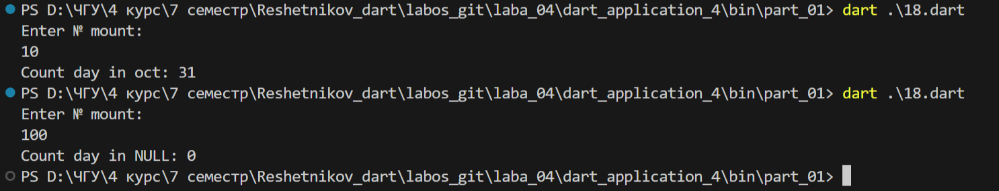 PS D:\ЧГУ\4 курс\7 семестр\Reshetnikov_dart\labos_git\laba_04\dart_application_4\bin\part_01> dart .\18.dart
Enter № mount:
10
Count day in oct: 31
PS D:\ЧГУ\4 курс\7 семестр\Reshetnikov_dart\labos_git\laba_04\dart_application_4\bin\part_01> dart .\18.dart
Enter № mount:
100
Count day in NULL: 0
PS D:\ЧГУ\4 курс\7 семестр\Reshetnikov_dart\labos_git\laba_04\dart_application_4\bin\part_01>